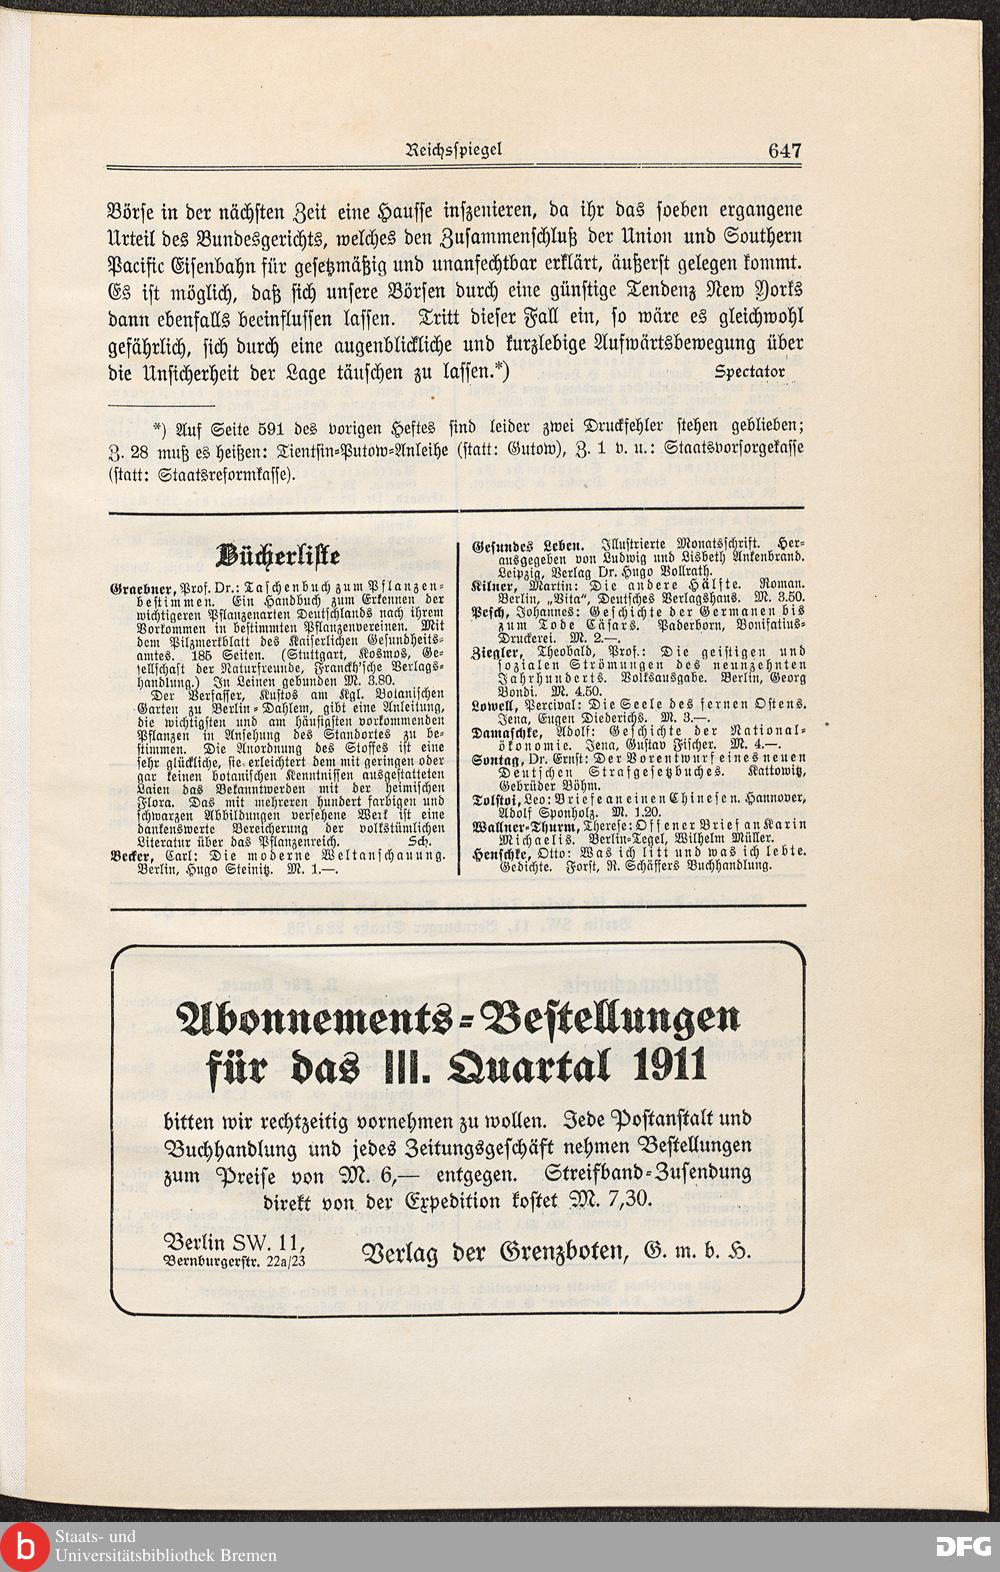 Reichsspiegel 647
Börse in der nächsten Zeit eine Hausse inszenieren, da ihr das soeben ergangene
Urteil des Bundesgerichts, welches den Zusammenschluß der Union und Southern
Pacific Eisenbahn für gesetzmäßig und unanfechtbar erklärt, äußerst gelegen kommt.
Es ist möglich, daß sich unsere Börsen durch eine günstige Tendenz New Yorks
dann ebenfalls beeinflussen lassen. Tritt dieser Fall ein, so wäre es gleichwohl
gefährlich, sich durch eine augenblickliche und kurzlebige Aufwärtsbewegung über
die Unsicherheit der Lage täuschen zu lassen.*) Spectator
*) Auf Seite 591 des vorigen Heftes sind leider zwei Druckfehler stehen geblieben;
Z. 28 muß es heißen: Tientsin-Putow-Anleihe (statt: Gutow), Z. 1 v. u.: Staatsvorsorgekasse
(statt: Staatsreformkasse).
Bücherliste
Graebner, Prof. Dr.: Taschenbuch zum Pflanzen-
bestimmen. Ein Handbuch zum Erkennen der
wichtigeren Pflanzenarten Deutschlands nach ihrem
Vorkommen in bestimmten Pflanzenvereinen. Mit
dem Pilzmerkblatt des Kaiserlichen Gesundheits-
amtes. 185 Seiten. (Stuttgart, Kosmos, Ge-
sellschaft der Naturfreunde, Franckh'sche Verlags-
handlung.) In Leinen gebunden M. 3.80.
Der Verfasser, Kustos am Kgl. Botanischen
Garten zu Berlin-Dahlem, gibt eine Anleitung,
die wichtigsten und am häufigsten vorkommenden
Pflanzen in Ansehung des Standortes zu be-
stimmen. Die Anordnung des Stoffes ist eine
sehr glückliche, sie erleichtert dem mit geringen oder
gar keinen botanischen Kenntnissen ausgestatteten
Laien das Bekanntwerden mit der heimischen
Flora. Das mit mehreren hundert farbigen und
schwarzen Abbildungen versehene Werk ist eine
dankenswerte Bereicherung der volkstümlichen
Literatur über das Pflanzenreich. Sch.
Becker, Carl: Die moderne Weltanschauung.
Berlin, Hugo Steinitz. M. 1.—.
Gesundes Leben. Illustrierte Monatsschrift. Her-
ausgegeben von Ludwig und Lisbeth Ankenbrand.
Leipzig, Verlag Dr. Hugo Vollrath.
Kilner, Martin: Die andere Hälfte. Roman.
Berlin, „Vita“, Deutsches Verlagshaus. M. 3.50.
Pesch, Johannes: Geschichte der Germanen bis
zum Tode Cäsars. Paderborn, Bonifatius-
Druckerei. M. 2.—.
Ziegler, Theobald, Prof.: Die geistigen und
sozialen Strömungen des neunzehnten
Jahrhunderts. Volksausgabe. Berlin, Georg
Bondi. M. 4.50.
Lowell, Percival: Die Seele des fernen Ostens.
Jena, Eugen Diederichs. M. 3.—.
Damaschke, Adolf: Geschichte der National-
ökonomie. Jena, Gustav Fischer. M. 4.—.
Sontag, Dr. Ernst: Der Vorentwurf eines neuen
Deutschen Strafgesetzbuches. Kattowitz,
Gebrüder Böhm.
Tolstoi, Leo: Briefe an einen Chinesen. Hannover,
Adolf Sponholz. M. 1.20.
Wallner-Thurm, Therese: Offener Brief an Karin
Michaelis. Berlin-Tegel, Wilhelm Müller.
Henschke, Otto: Was ich litt und was ich lebte.
Gedichte. Forst, R. Schäffers Buchhandlung.
Abonnements-Bestellungen
für das III. Quartal 1911
bitten wir rechtzeitig vornehmen zu wollen. Jede Postanstalt und
Buchhandlung und jedes Zeitungsgeschäft nehmen Bestellungen
zum Preise von M. 6,— entgegen. Streifband-Zusendung
direkt von der Expedition kostet M. 7,30.
Berlin SW. 11,
Bernburgerstr. 22a/23
Verlag der Grenzboten, G. m. b. H.
b
Staats- und
Universitätsbibliothek Bremen
DFG